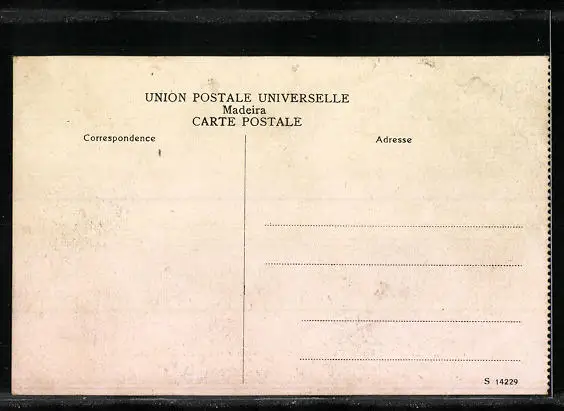 UNION POSTALE UNIVERSELLE
Madeira
CARTE POSTALE
Correspondence
Adresse
S 14229